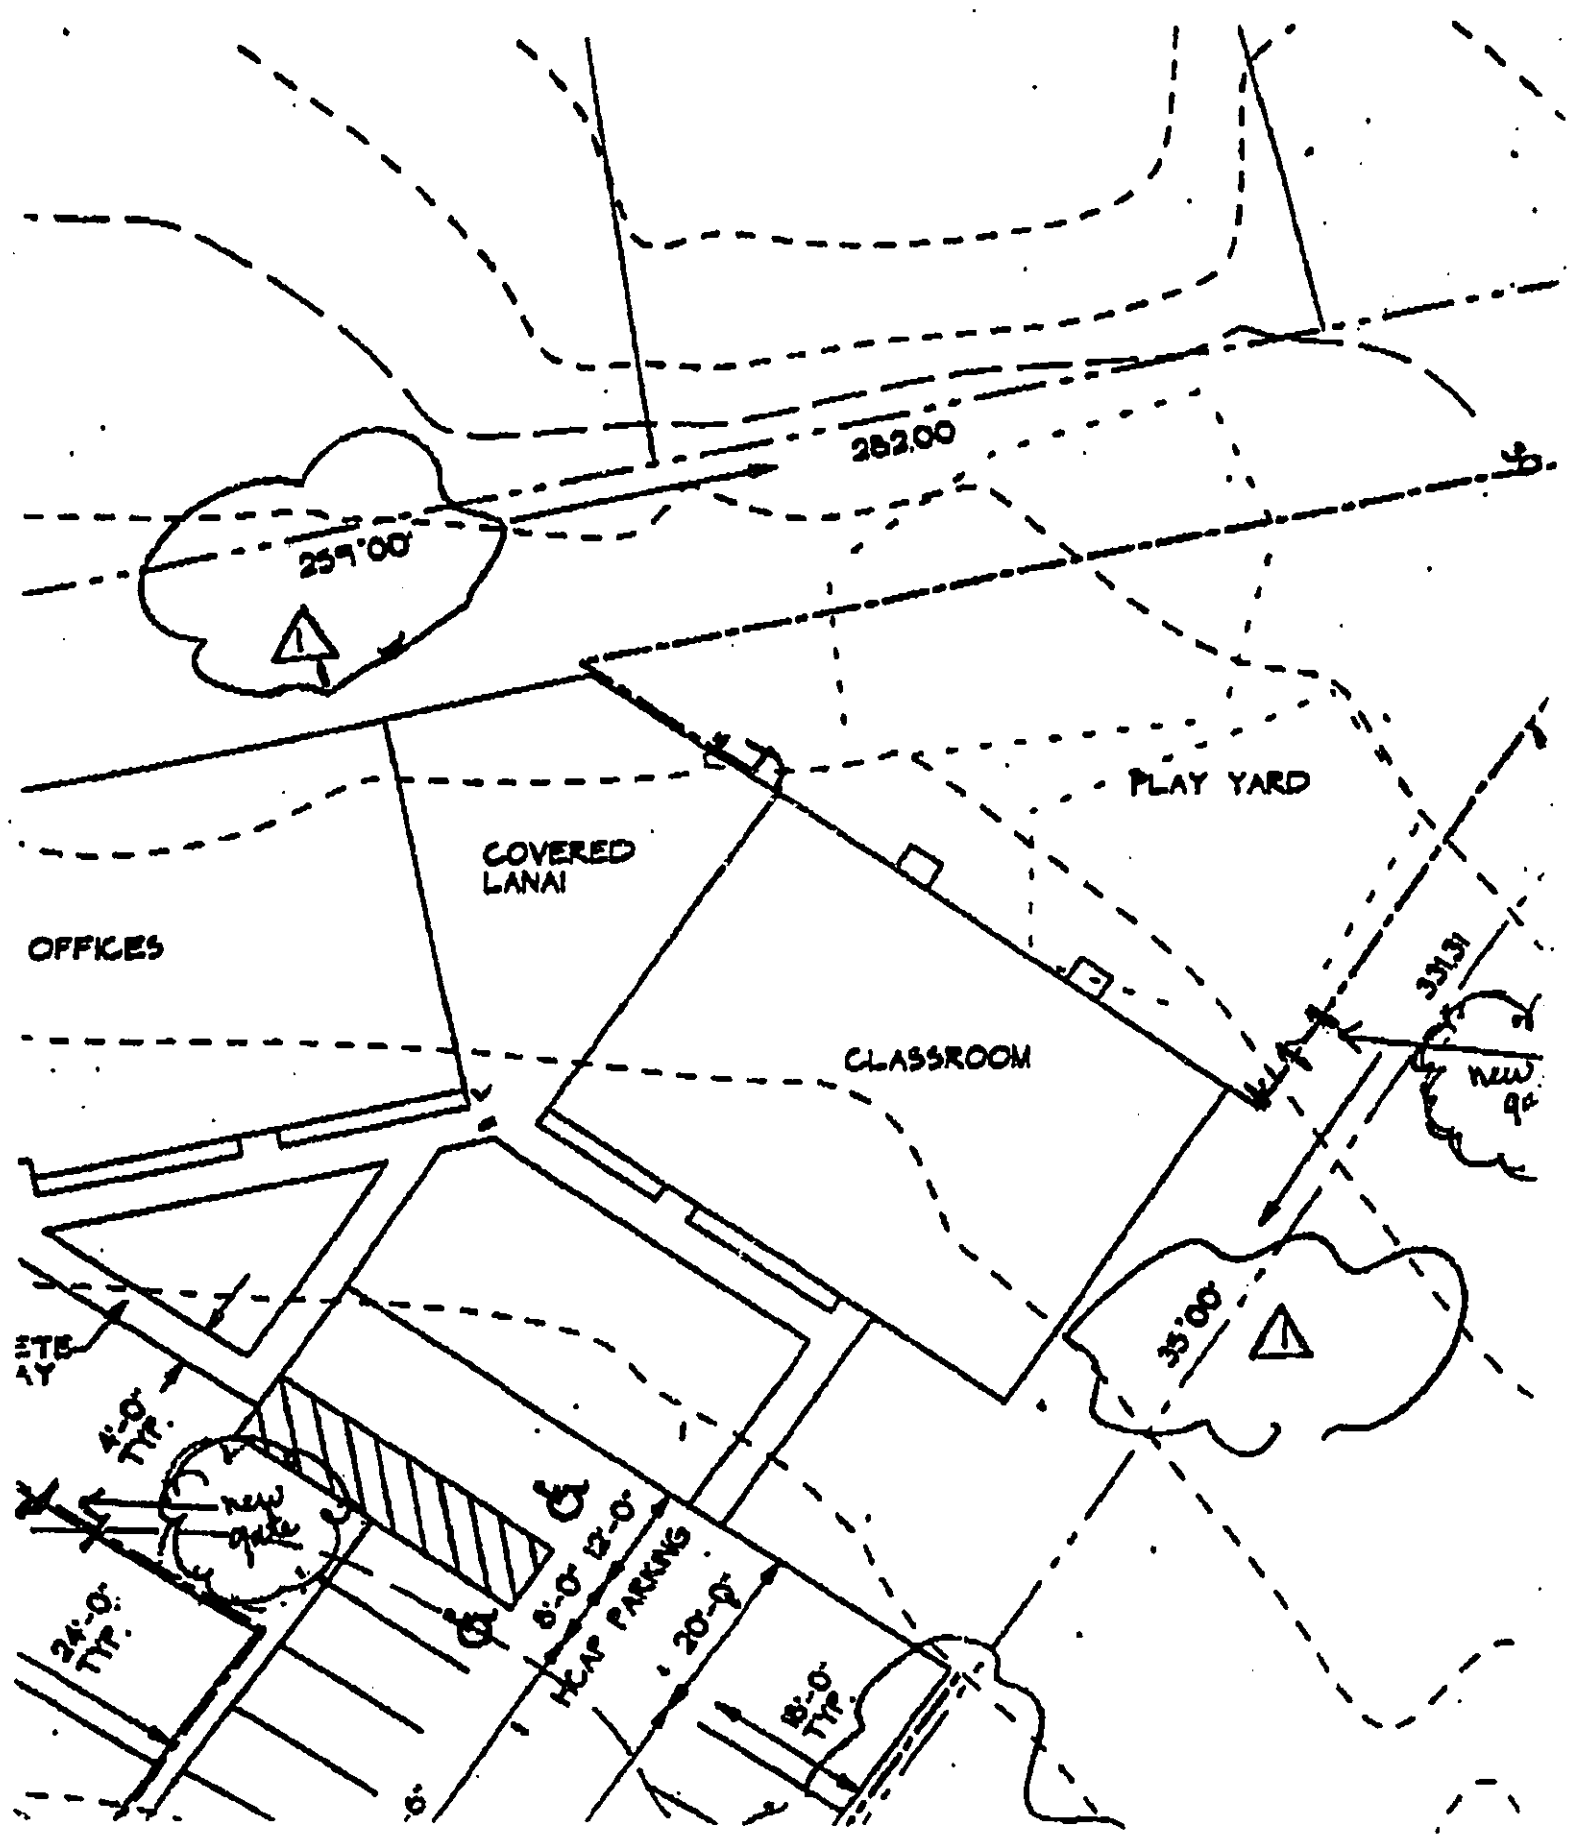 282.00
259°00'
PLAY YARD
COVERED
LANAI
OFFICES
331.31
CLASSROOM
new
35°00'
4'-0"
TYP.
new
gate
8'-0" 12'-0"
HCAP PARKING
20'-0"
24'-0"
TYP.
18'-0"
TYP.